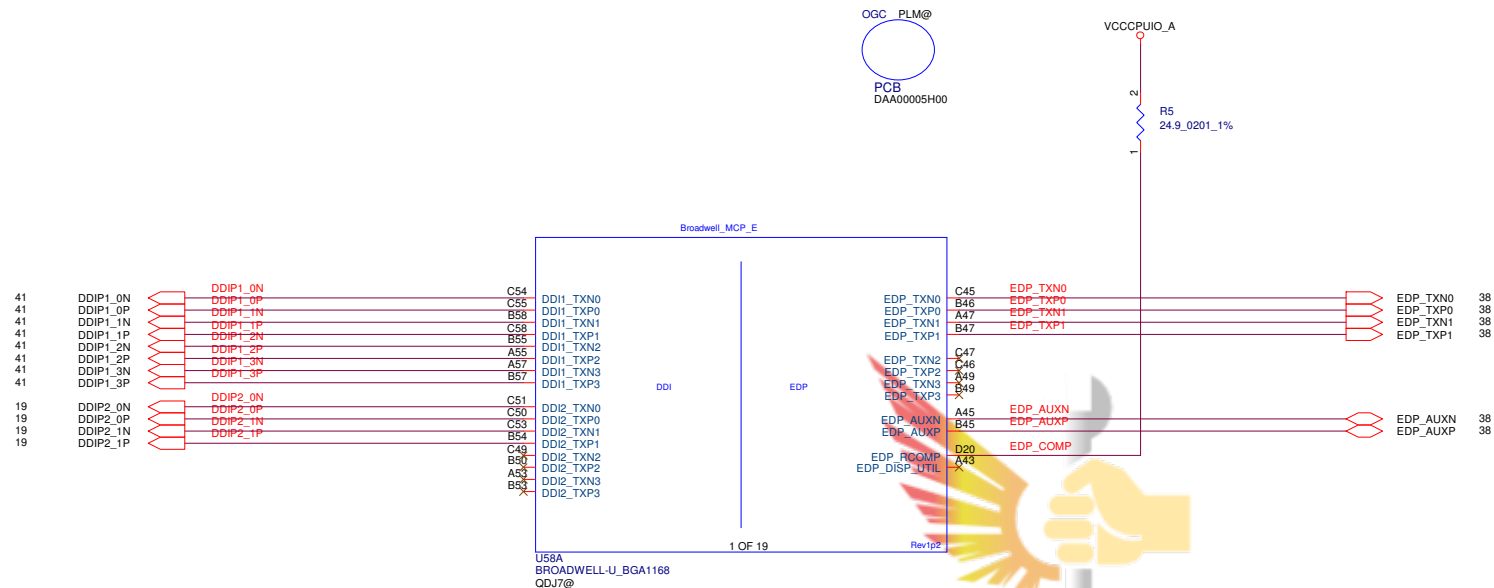 OGC PLM@
PCB
DAA00005H00
VCCCPUIO_A
2
R5
24.9_0201_1%
1
Broadwell_MCP_E
41 DDIP1_0N DDIP1_0N C54 DDI1_TXN0 EDP_TXN0 C45 EDP_TXN0 EDP_TXN0 38
41 DDIP1_0P DDIP1_0P C55 DDI1_TXP0 EDP_TXP0 B46 EDP_TXP0 EDP_TXP0 38
41 DDIP1_1N DDIP1_1N B58 DDI1_TXN1 EDP_TXN1 A47 EDP_TXN1 EDP_TXN1 38
41 DDIP1_1P DDIP1_1P C58 DDI1_TXP1 EDP_TXP1 B47 EDP_TXP1 EDP_TXP1 38
41 DDIP1_2N DDIP1_2N B55 DDI1_TXN2
41 DDIP1_2P DDIP1_2P A55 DDI1_TXP2 EDP_TXN2 C47
41 DDIP1_3N DDIP1_3N A57 DDI1_TXN3 EDP_TXP2 C46
41 DDIP1_3P DDIP1_3P B57 DDI1_TXP3 EDP_TXN3 A49
EDP_TXP3 B49
DDI EDP
19 DDIP2_0N DDIP2_0N C51 DDI2_TXN0
19 DDIP2_0P DDIP2_0P C50 DDI2_TXP0 EDP_AUXN A45 EDP_AUXN EDP_AUXN 38
19 DDIP2_1N DDIP2_1N C53 DDI2_TXN1 EDP_AUXP B45 EDP_AUXP EDP_AUXP 38
19 DDIP2_1P DDIP2_1P B54 DDI2_TXP1
C49 DDI2_TXN2 EDP_RCOMP D20 EDP_COMP
B50 DDI2_TXP2 EDP_DISP_UTIL A43
A53 DDI2_TXN3
B53 DDI2_TXP3
1 OF 19 Rev1p2
U58A
BROADWELL-U_BGA1168
QDJ7@